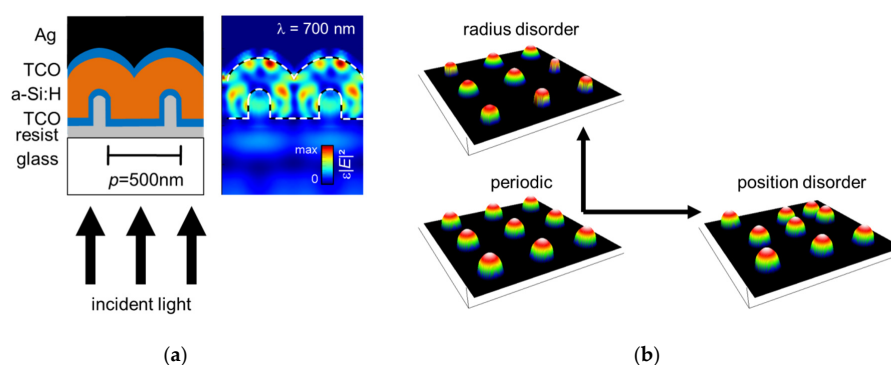 Ag
TCO
a-Si:H
TCO
resist
glass
p=500nm
incident light
λ = 700 nm
max
0
ε|E|²
(a)
radius disorder
periodic
position disorder
(b)